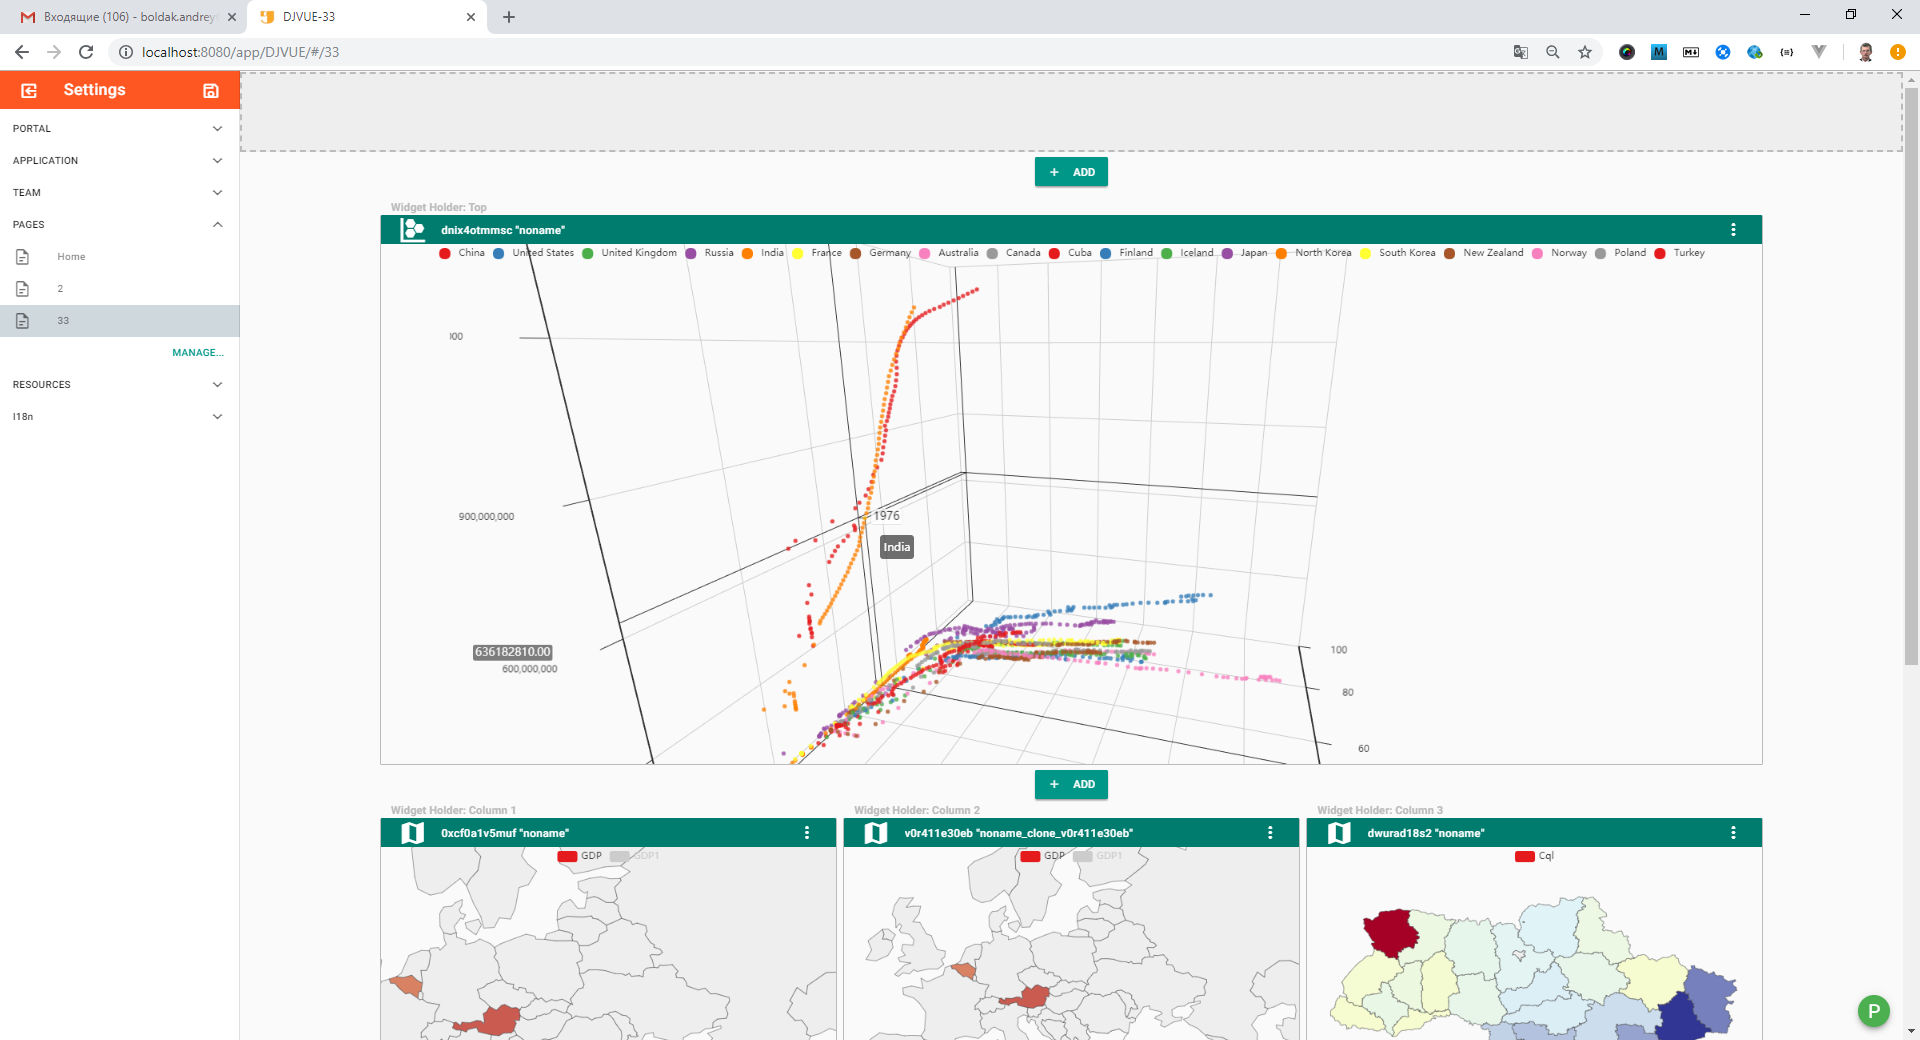 Входящие (106) - boldak.andrey
DJVUE-33
localhost:8080/app/DJVUE/#/33
Settings
PORTAL
APPLICATION
TEAM
PAGES
Home
2
33
MANAGE...
RESOURCES
I18n
+ ADD
Widget Holder: Top
dnix4otmmsc "noname"
China United States United Kingdom Russia India France Germany Australia Canada Cuba Finland Iceland Japan North Korea South Korea New Zealand Norway Poland Turkey
900,000,000
1976
India
636182810.00
600,000,000
100
80
60
+ ADD
Widget Holder: Column 1
0xcf0a1v5muf "noname"
GDP GDP1
Widget Holder: Column 2
v0r411e30eb "noname_clone_v0r411e30eb"
GDP GDP1
Widget Holder: Column 3
dwurad18s2 "noname"
Cql
P